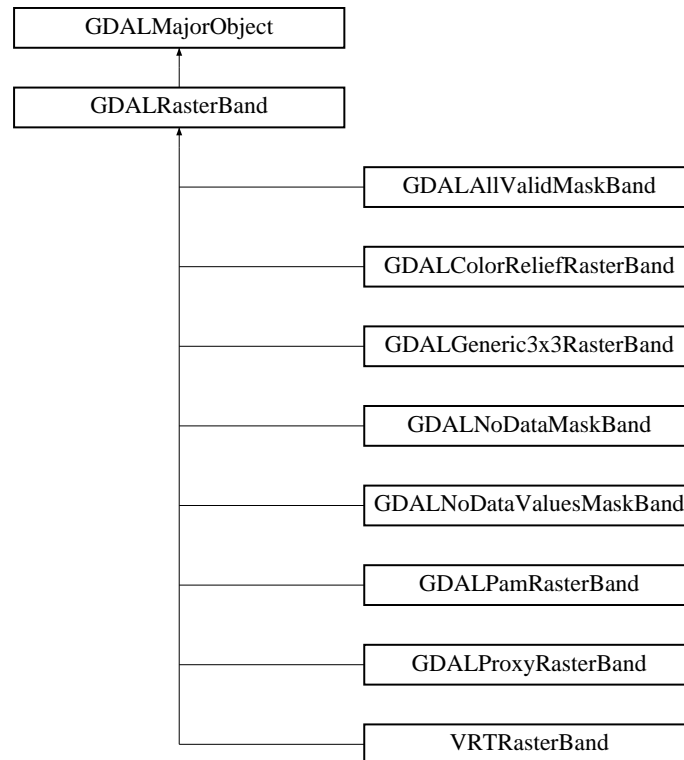 GDALMajorObject
GDALRasterBand
GDALAllValidMaskBand
GDALColorReliefRasterBand
GDALGeneric3x3RasterBand
GDALNoDataMaskBand
GDALNoDataValuesMaskBand
GDALPamRasterBand
GDALProxyRasterBand
VRTRasterBand